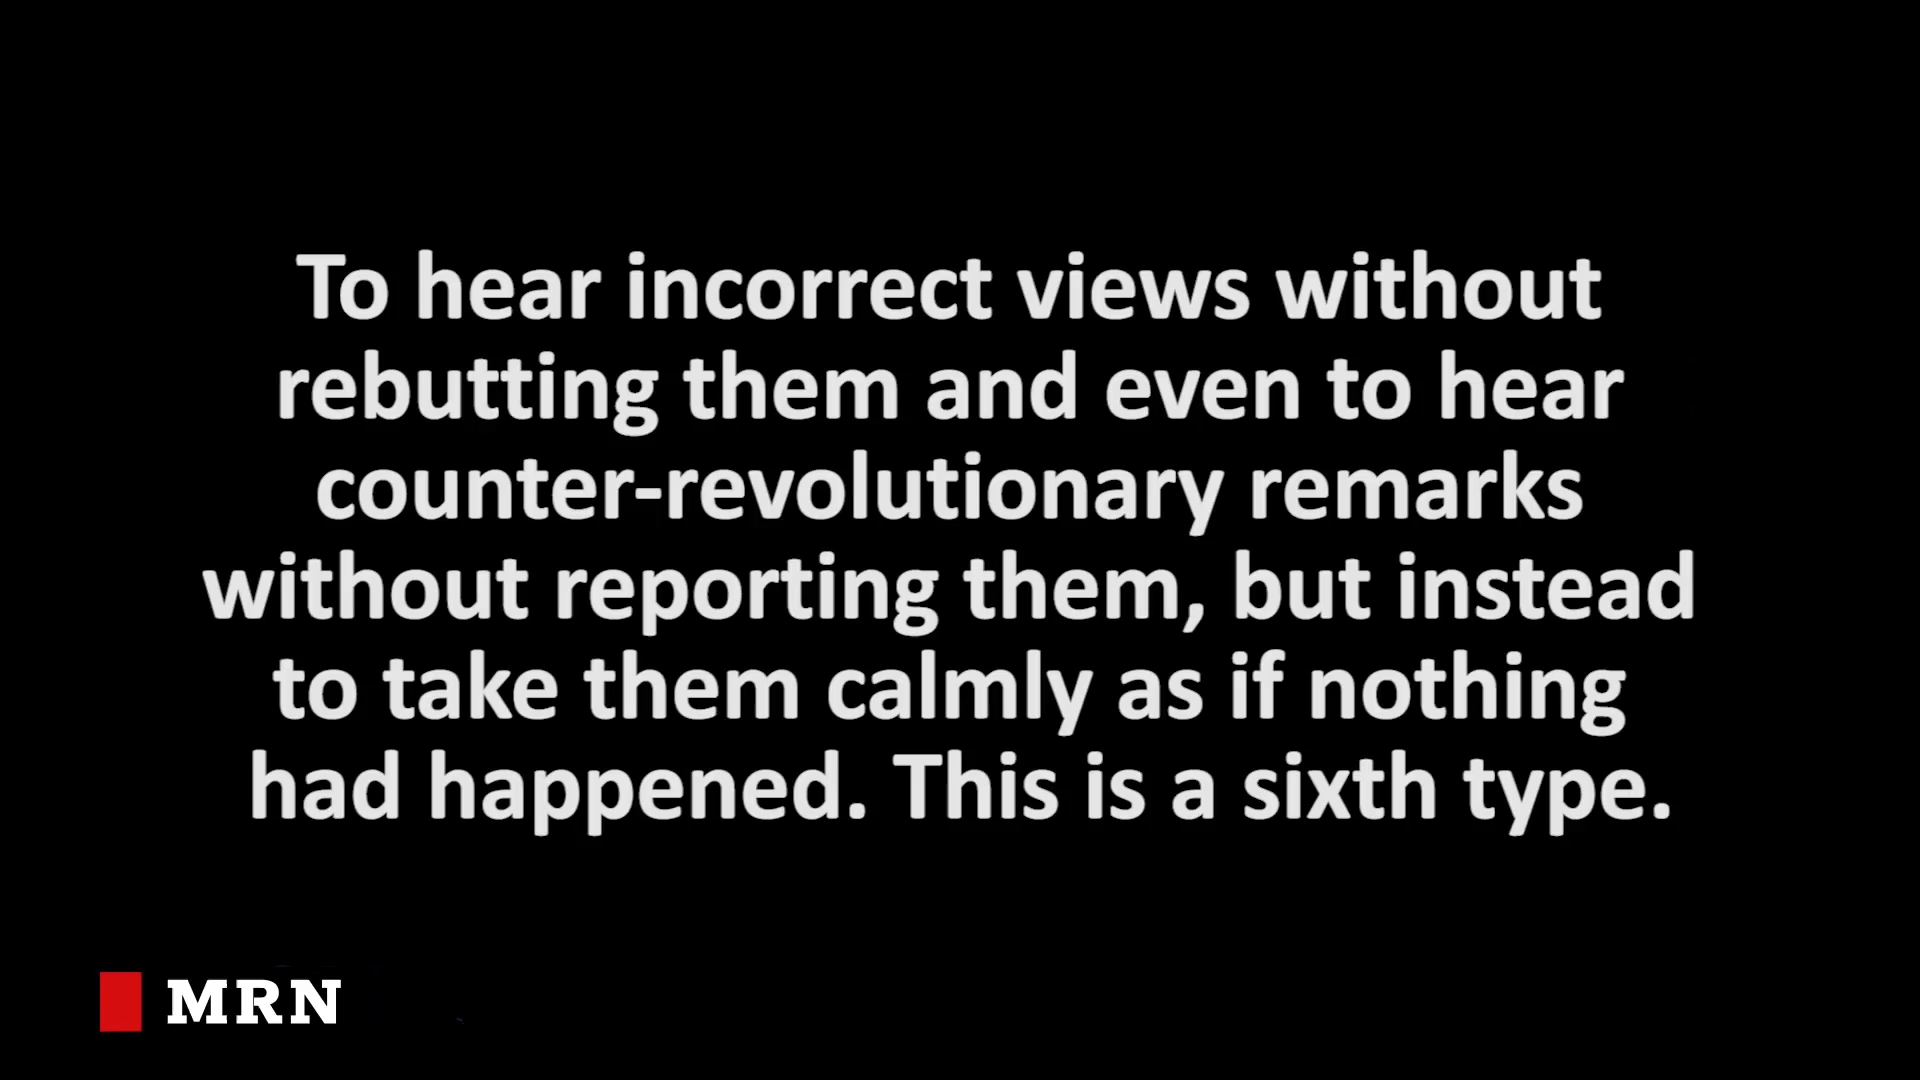 To hear incorrect views without
rebutting them and even to hear
counter-revolutionary remarks
without reporting them, but instead
to take them calmly as if nothing
had happened. This is a sixth type.
MRN